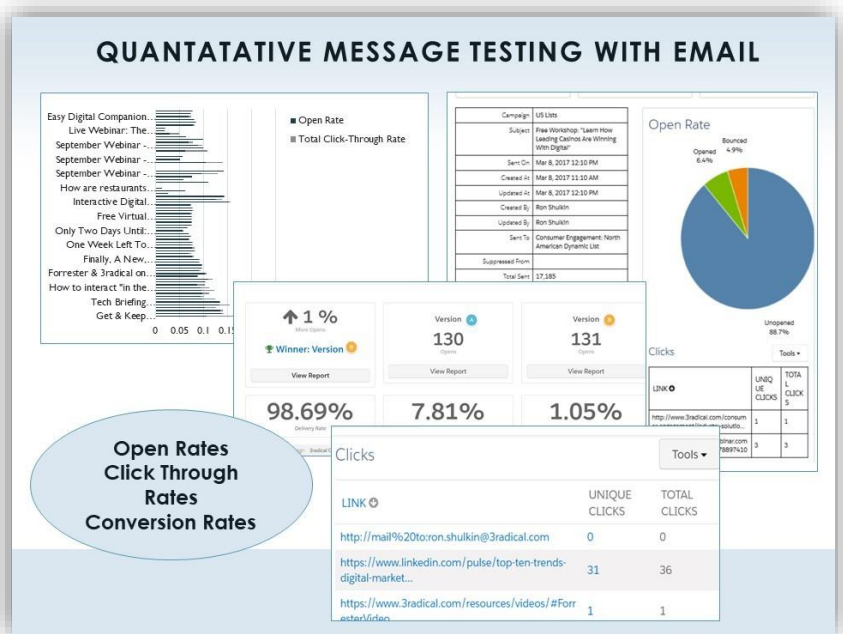 QUANTATATIVE MESSAGE TESTING WITH EMAIL
Easy Digital Companion...
Live Webinar: The...
September Webinar -...
September Webinar -...
September Webinar -...
How are restaurants...
Interactive Digital...
Free Virtual...
Only Two Days Until:...
One Week Left To...
Finally, A New,...
Forrester & 3radical on...
How to interact "in the...
Tech Briefing...
Get & Keep...
0 0.05 0.1 0.15
Open Rate
Total Click-Through Rate
Campaign US Lists
Subject Free Workshop: "Learn How
Leading Casinos Are Winning
With Digital"
Sent On Mar 8, 2017 12:10 PM
Created At Mar 8, 2017 11:10 AM
Updated At Mar 8, 2017 12:10 PM
Created By Ron Shulkin
Updated By Ron Shulkin
Sent To Consumer Engagement: North
American Dynamic List
Suppressed From
Total Sent 17,185
Open Rate
Bounced
4.9%
Opened
6.4%
Unopened
88.7%
Clicks
Tools
LINK
UNIQ
UE
CLICKS
TOTA
L
CLICK
S
http://www.3radical.com/consum
1 1
78897410
3 3
1 %
More Opens
Winner: Version B
View Report
Version A
130
Opens
View Report
Version B
131
Opens
View Report
98.69%
Delivery Rate
7.81%
1.05%
Clicks
Tools
LINK
UNIQUE
CLICKS
TOTAL
CLICKS
http://mail%20to:ron.shulkin@3radical.com 0 0
https://www.linkedin.com/pulse/top-ten-trends-
digital-market... 31 36
https://www.3radical.com/resources/videos/#Forr
esterVideo 1 1
Open Rates
Click Through
Rates
Conversion Rates